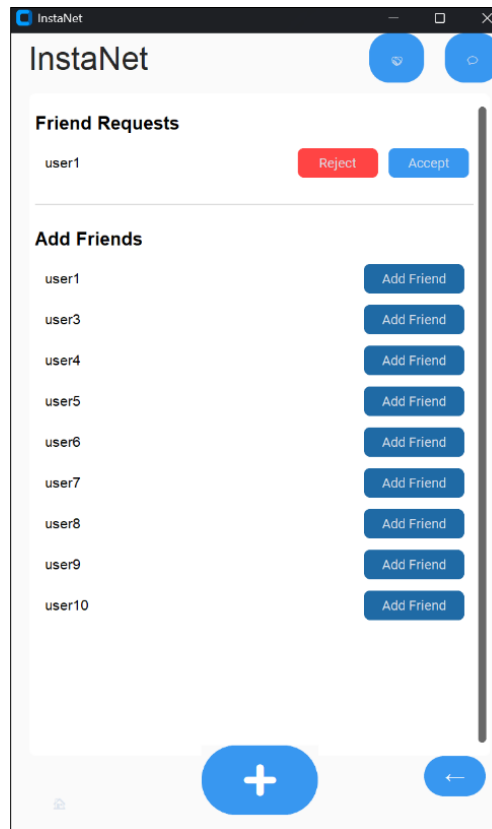 InstaNet
InstaNet
Friend Requests
user1 Reject Accept
Add Friends
user1 Add Friend
user3 Add Friend
user4 Add Friend
user5 Add Friend
user6 Add Friend
user7 Add Friend
user8 Add Friend
user9 Add Friend
user10 Add Friend